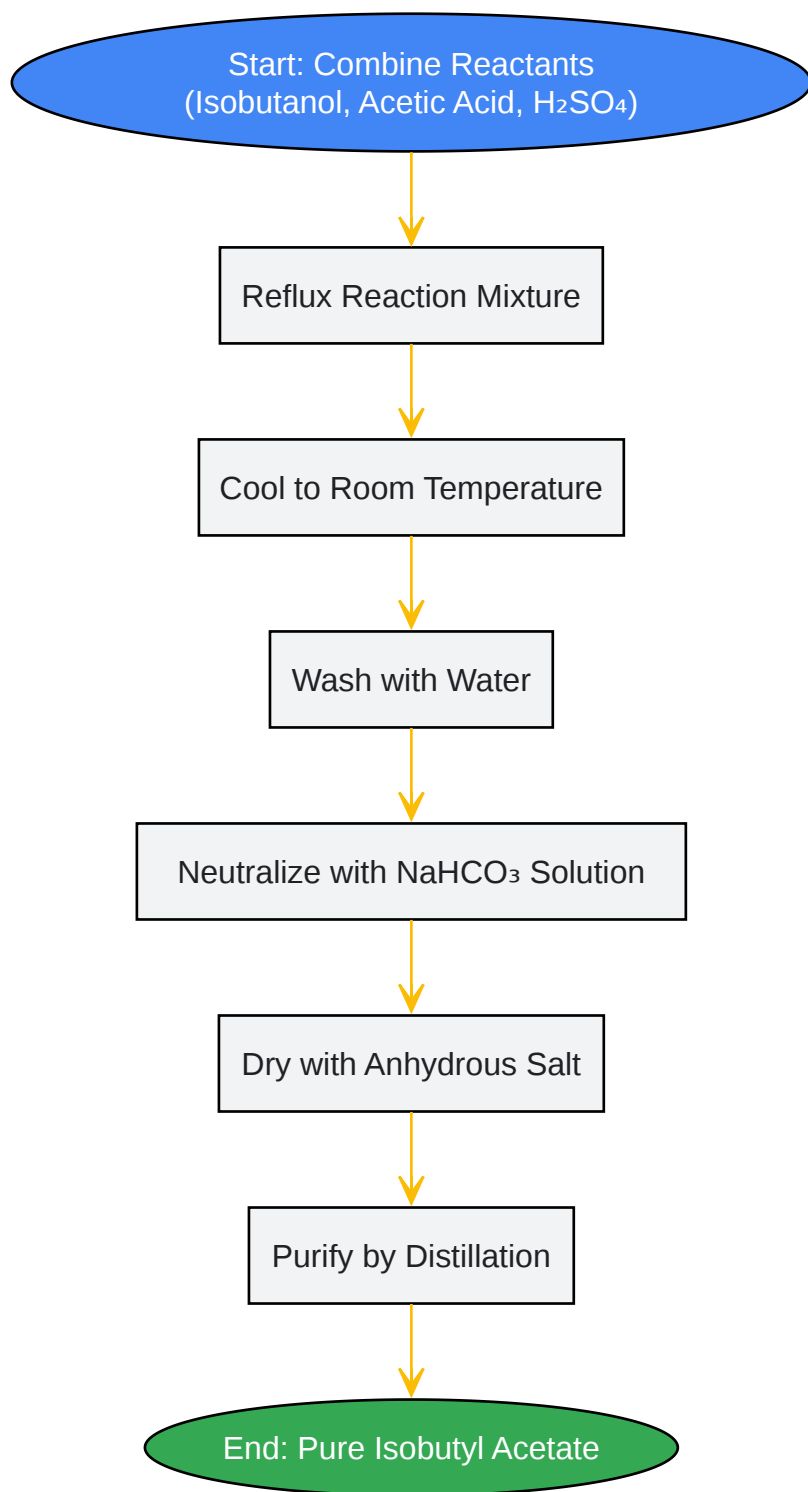 Start: Combine Reactants
(Isobutanol, Acetic Acid, H₂SO₄)
Reflux Reaction Mixture
Cool to Room Temperature
Wash with Water
Neutralize with NaHCO₃ Solution
Dry with Anhydrous Salt
Purify by Distillation
End: Pure Isobutyl Acetate